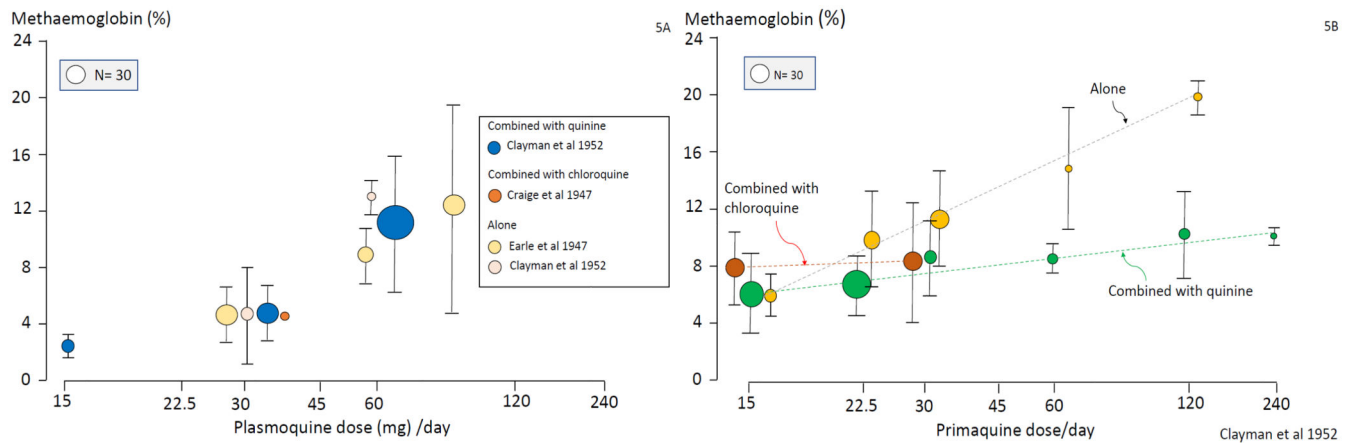 Methaemoglobin (%)
5A
24
20
16
12
8
4
0
N= 30
Combined with quinine
Clayman et al 1952
Combined with chloroquine
Craige et al 1947
Alone
Earle et al 1947
Clayman et al 1952
15
22.5
30
45
60
120
240
Plasmoquine dose (mg) /day
Methaemoglobin (%)
5B
24
20
16
12
8
4
0
N= 30
Alone
Combined with
chloroquine
Combined with quinine
15
22.5
30
45
60
120
240
Primaquine dose/day
Clayman et al 1952